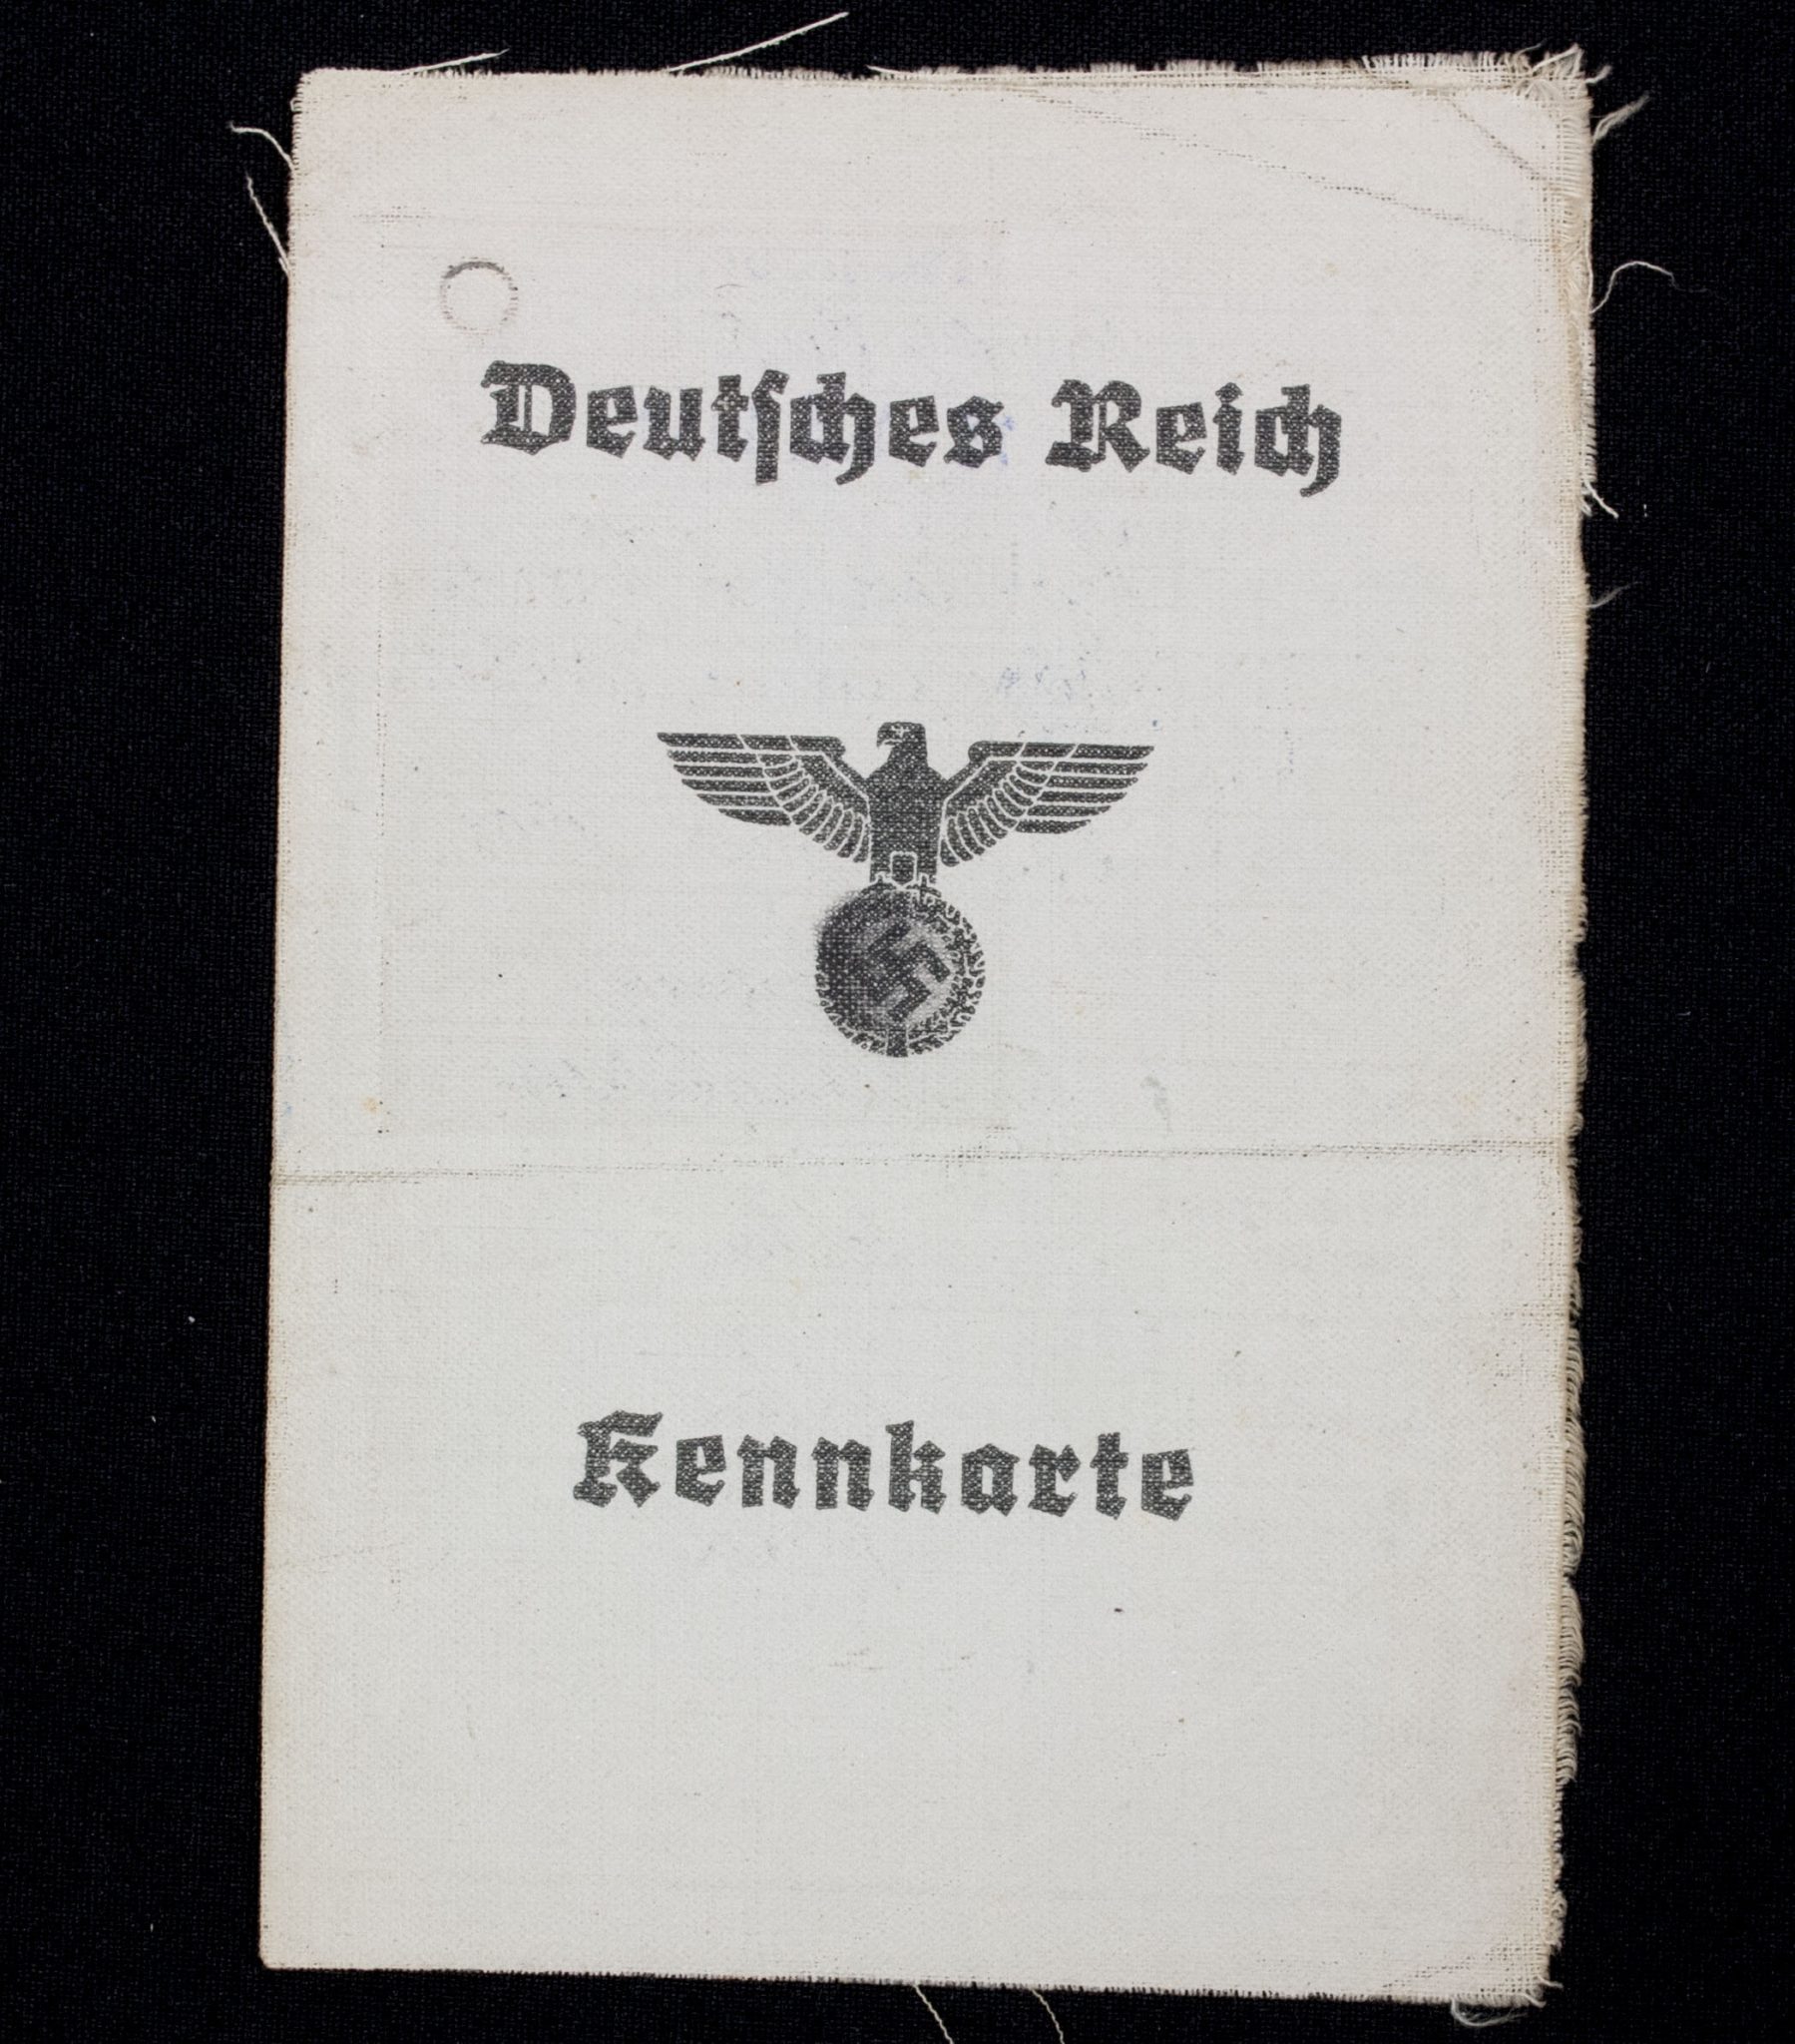 Deutſches Reich
Kennkarte